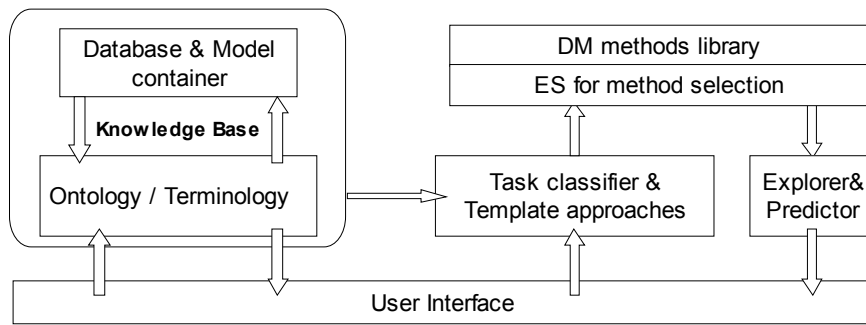 Database & Model
container
Knowledge Base
Ontology / Terminology
DM methods library
ES for method selection
Task classifier &
Template approaches
Explorer&
Predictor
User Interface